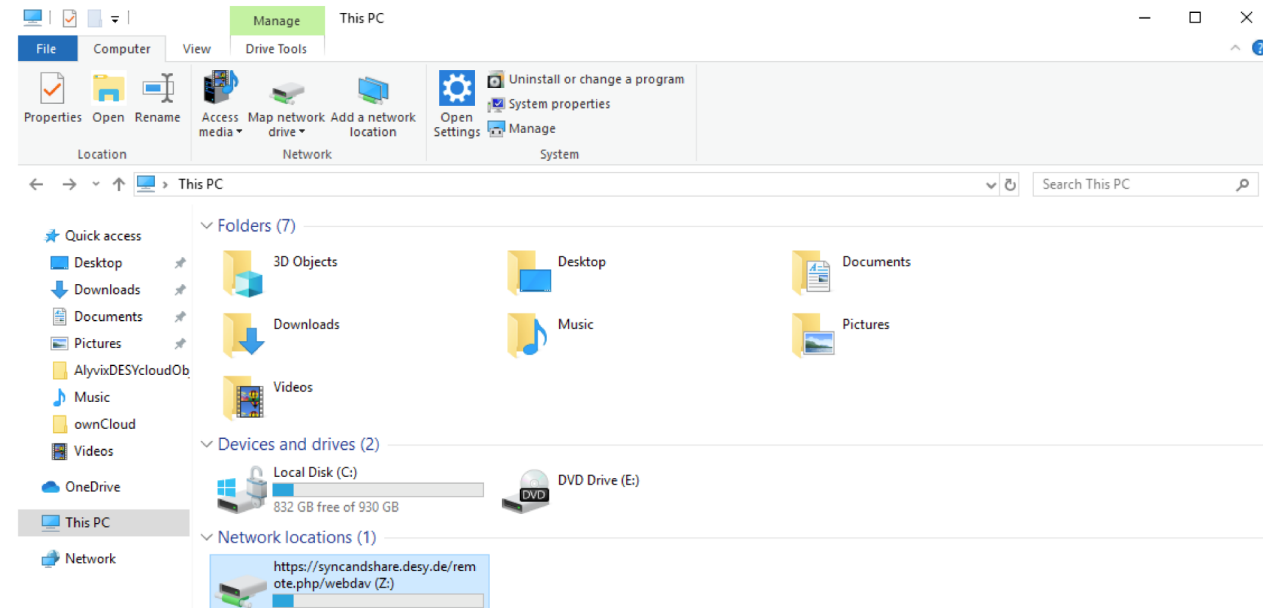 Manage
This PC
File
Computer
View
Drive Tools
Properties
Open
Rename
Access media
Map network drive
Add a network location
Open Settings
Uninstall or change a program
System properties
Manage
Location
Network
System
This PC
Search This PC
Quick access
Desktop
Downloads
Documents
Pictures
AlyvixDESYcloudOb
Music
ownCloud
Videos
OneDrive
This PC
Network
Folders (7)
3D Objects
Desktop
Documents
Downloads
Music
Pictures
Videos
Devices and drives (2)
Local Disk (C:)
832 GB free of 930 GB
DVD
DVD Drive (E:)
Network locations (1)
https://syncandshare.desy.de/rem
ote.php/webdav (Z:)